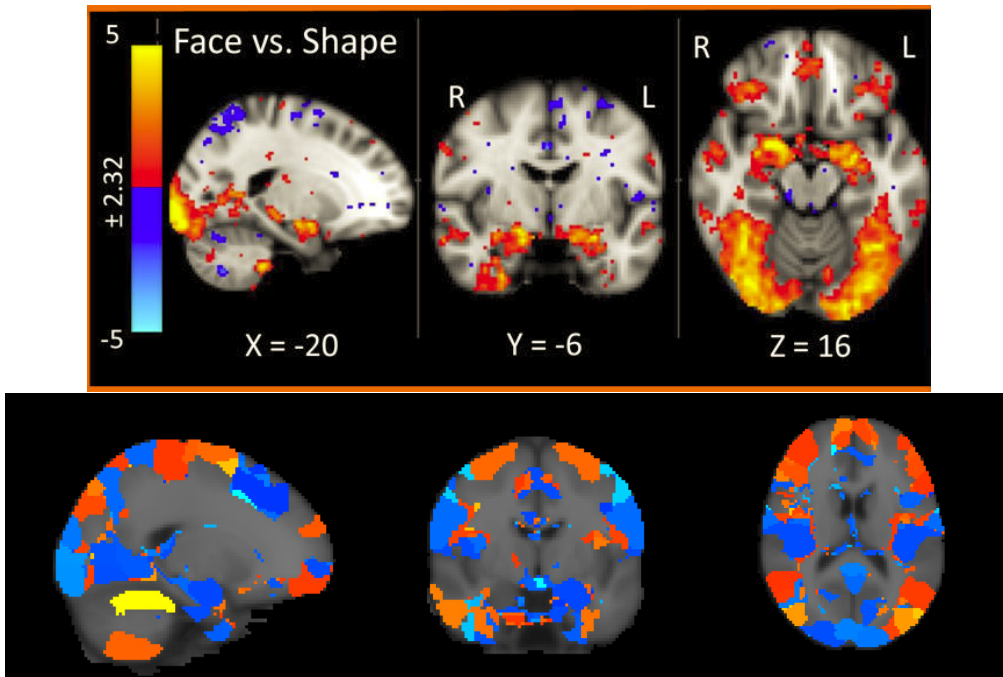 5
Face vs. Shape
R
L
R
L
± 2.32
-5
X = -20
Y = -6
Z = 16